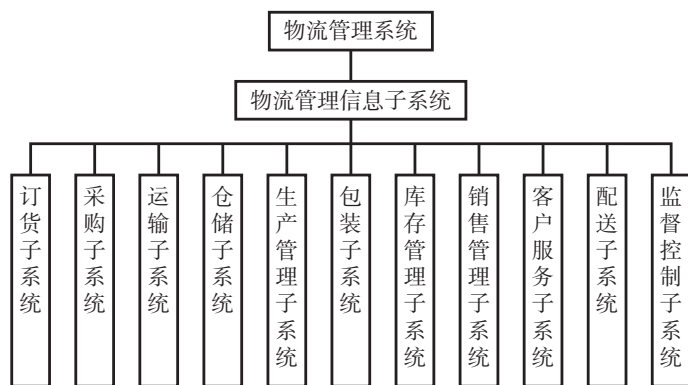 物流管理系统
物流管理信息子系统
订货子系统
采购子系统
运输子系统
仓储子系统
生产管理子系统
包装子系统
库存管理子系统
销售管理子系统
客户服务子系统
配送子系统
监督控制子系统